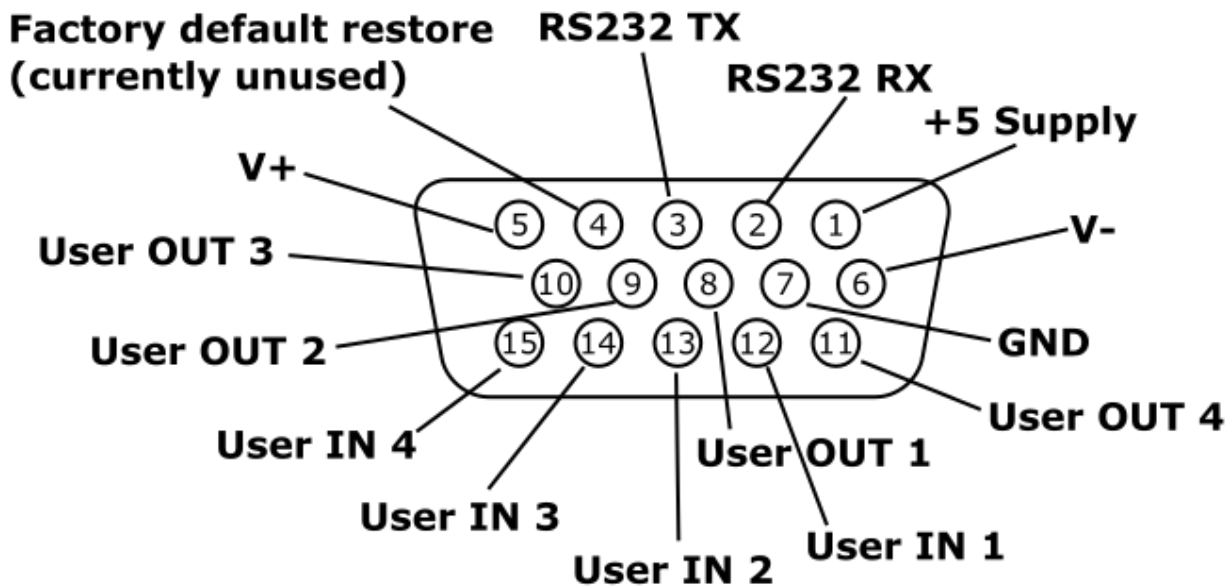 Factory default restore
(currently unused)
RS232 TX
RS232 RX
+5 Supply
V+
V-
5 4 3 2 1
User OUT 3
10 9 8 7 6
User OUT 2
GND
15 14 13 12 11
User OUT 4
User IN 4
User OUT 1
User IN 3
User IN 1
User IN 2